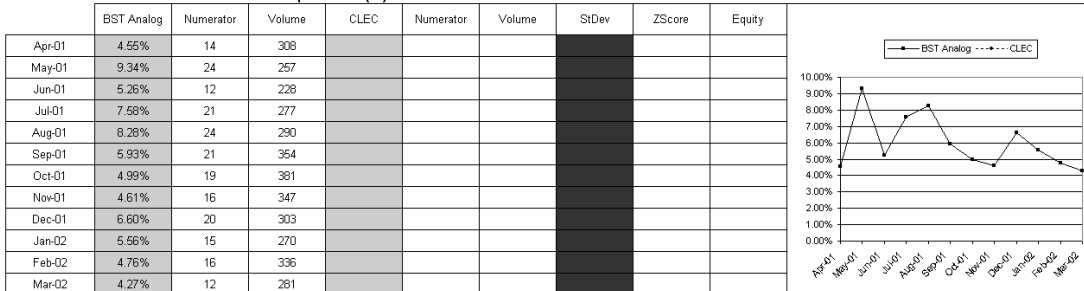 BST Analog Numerator Volume CLEC Numerator Volume StDev ZScore Equity
Apr-01 4.55% 14 308
May-01 9.34% 24 257
Jun-01 5.26% 12 228
Jul-01 7.58% 21 277
Aug-01 8.28% 24 290
Sep-01 5.93% 21 354
Oct-01 4.99% 19 381
Nov-01 4.61% 16 347
Dec-01 6.60% 20 303
Jan-02 5.56% 15 270
Feb-02 4.76% 16 336
Mar-02 4.27% 12 281
BST Analog CLEC
10.00%
9.00%
8.00%
7.00%
6.00%
5.00%
4.00%
3.00%
2.00%
1.00%
0.00%
Apr-01 May-01 Jun-01 Jul-01 Aug-01 Sep-01 Oct-01 Nov-01 Dec-01 Jan-02 Feb-02 Mar-02